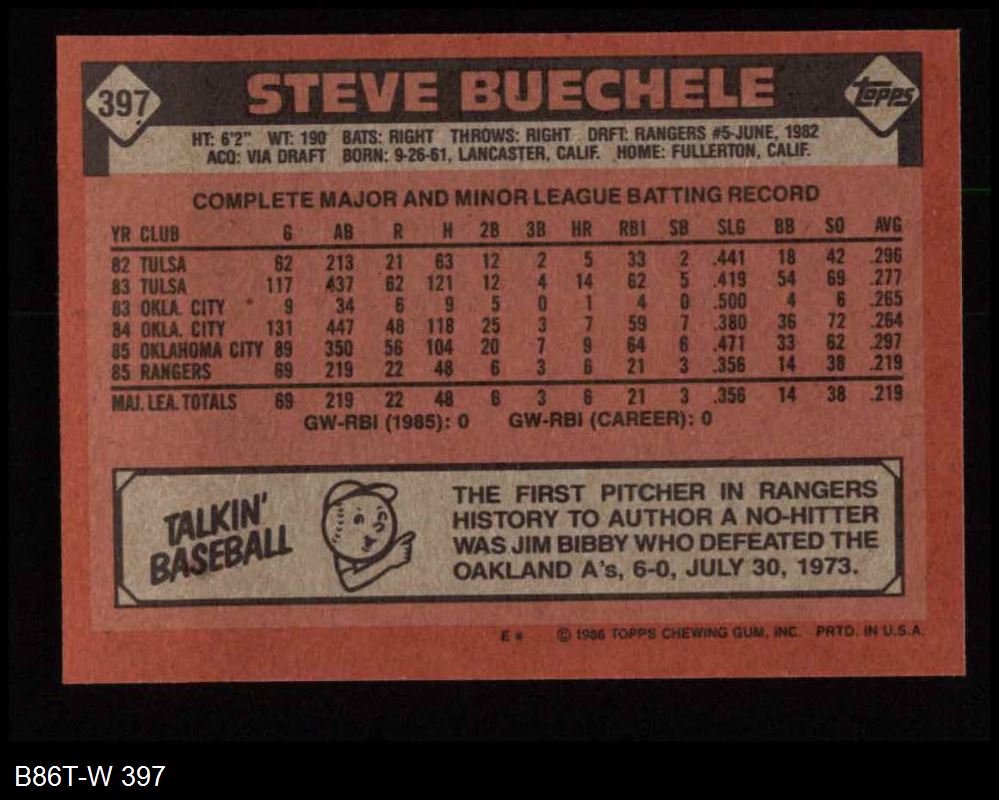 397 STEVE BUECHELE Topps
HT: 6'2" WT: 190 BATS: RIGHT THROWS: RIGHT DRFT: RANGERS #5-JUNE, 1982
ACQ: VIA DRAFT BORN: 9-26-61, LANCASTER, CALIF. HOME: FULLERTON, CALIF.
COMPLETE MAJOR AND MINOR LEAGUE BATTING RECORD
YR CLUB G AB R H 2B 3B HR RBI SB SLG BB SO AVG
82 TULSA 62 213 21 63 12 2 5 33 2 .441 18 42 .296
83 TULSA 117 437 62 121 12 4 14 62 5 .419 54 69 .277
83 OKLA. CITY 9 34 6 9 5 0 1 4 0 .500 4 6 .265
84 OKLA. CITY 131 447 48 118 25 3 7 59 7 .380 36 72 .264
85 OKLAHOMA CITY 89 350 56 104 20 7 9 64 6 .471 33 62 .297
85 RANGERS 69 219 22 48 6 3 6 21 3 .356 14 38 .219
MAJ. LEA. TOTALS 69 219 22 48 6 3 6 21 3 .356 14 38 .219
GW-RBI (1985): 0 GW-RBI (CAREER): 0
TALKIN'
BASEBALL
THE FIRST PITCHER IN RANGERS
HISTORY TO AUTHOR A NO-HITTER
WAS JIM BIBBY WHO DEFEATED THE
OAKLAND A's, 6-0, JULY 30, 1973.
E* © 1986 TOPPS CHEWING GUM, INC. PRTD. IN U.S.A.
B86T-W 397